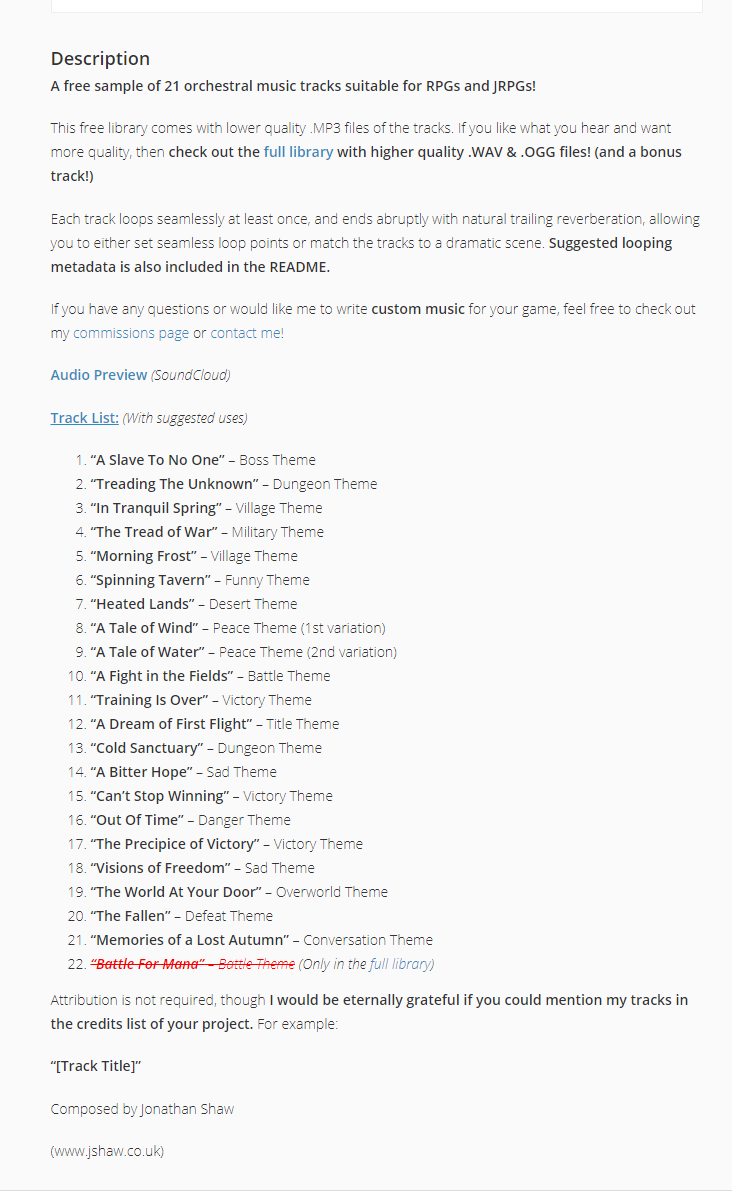 Description
A free sample of 21 orchestral music tracks suitable for RPGs and JRPGs!
This free library comes with lower quality .MP3 files of the tracks. If you like what you hear and want
more quality, then check out the full library with higher quality .WAV & .OGG files! (and a bonus
track!)
Each track loops seamlessly at least once, and ends abruptly with natural trailing reverberation, allowing
you to either set seamless loop points or match the tracks to a dramatic scene. Suggested looping
metadata is also included in the README.
If you have any questions or would like me to write custom music for your game, feel free to check out
my commissions page or contact me!
Audio Preview (SoundCloud)
Track List: (With suggested uses)
1. “A Slave To No One” – Boss Theme
2. “Treading The Unknown” – Dungeon Theme
3. “In Tranquil Spring” – Village Theme
4. “The Tread of War” – Military Theme
5. “Morning Frost” – Village Theme
6. “Spinning Tavern” – Funny Theme
7. “Heated Lands” – Desert Theme
8. “A Tale of Wind” – Peace Theme (1st variation)
9. “A Tale of Water” – Peace Theme (2nd variation)
10. “A Fight in the Fields” – Battle Theme
11. “Training Is Over” – Victory Theme
12. “A Dream of First Flight” – Title Theme
13. “Cold Sanctuary” – Dungeon Theme
14. “A Bitter Hope” – Sad Theme
15. “Can’t Stop Winning” – Victory Theme
16. “Out Of Time” – Danger Theme
17. “The Precipice of Victory” – Victory Theme
18. “Visions of Freedom” – Sad Theme
19. “The World At Your Door” – Overworld Theme
20. “The Fallen” – Defeat Theme
21. “Memories of a Lost Autumn” – Conversation Theme
22. “Battle For Mana” – Battle Theme (Only in the full library)
Attribution is not required, though I would be eternally grateful if you could mention my tracks in
the credits list of your project. For example:
“[Track Title]”
Composed by Jonathan Shaw
(www.jshaw.co.uk)